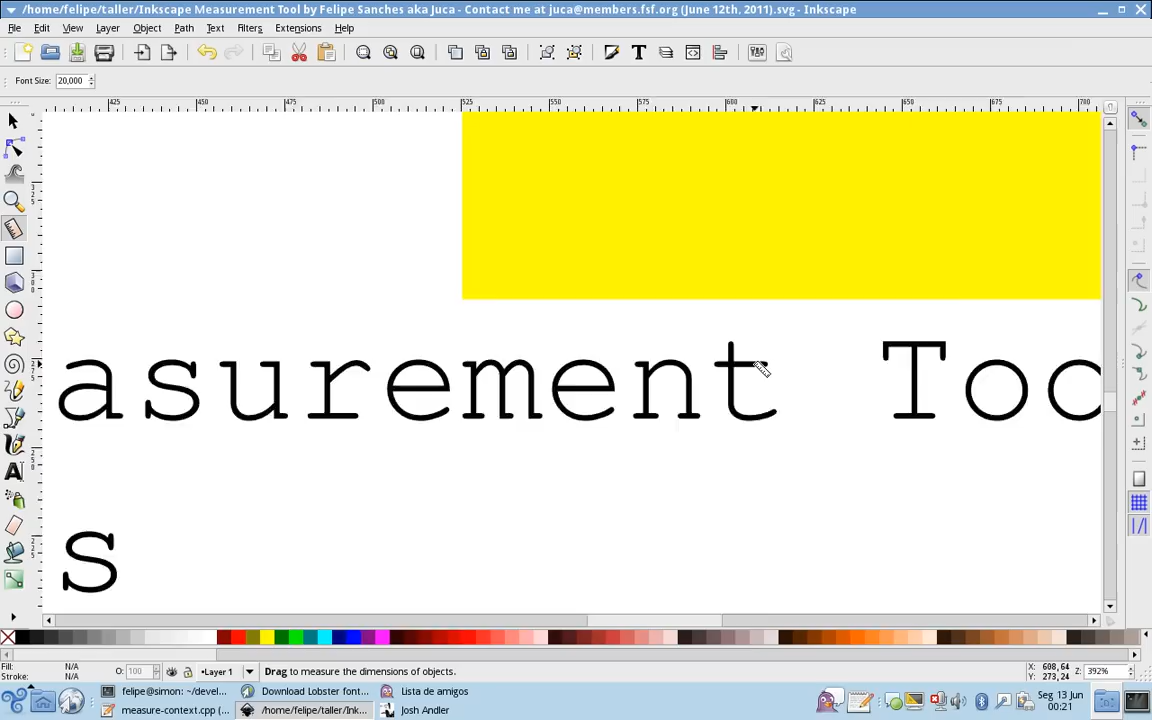 /home/felipe/taller/Inkscape Measurement Tool by Felipe Sanches aka Juca - Contact me at juca@members.fsf.org (June 12th, 2011).svg - Inkscape
File Edit View Layer Object Path Text Filters Extensions Help
Font Size: 20,000
425 450 475 500 525 550 575 600 625 650 675 700
asurement Too
s
Fill: N/A
Stroke: N/A
O: 100
Layer 1
Drag to measure the dimensions of objects.
X: 608,64
Y: 273,24
Z: 392%
felipe@simon: ~/devel...
Download Lobster font...
Lista de amigos
measure-context.cpp (...
/home/felipe/taller/Ink...
Josh Andler
Seg 13 Jun
00:21